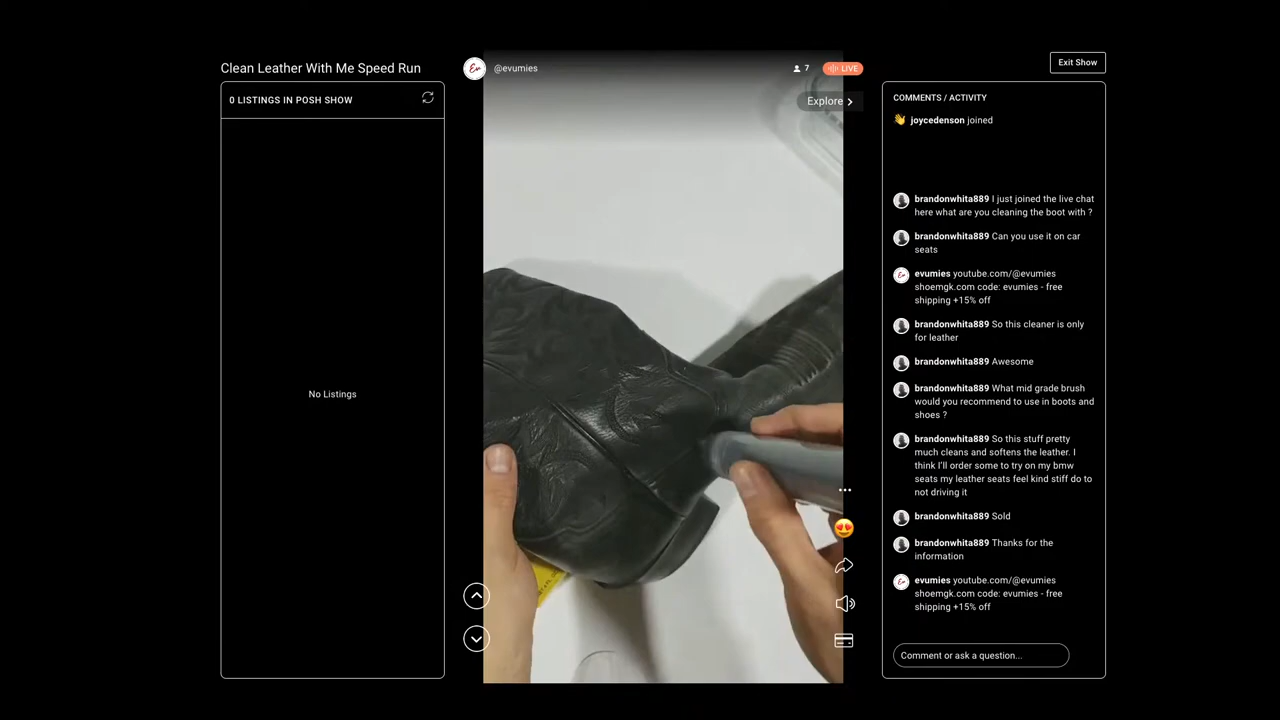 Clean Leather With Me Speed Run
0 LISTINGS IN POSH SHOW
No Listings
Ev
@evumies
7
LIVE
Explore
Exit Show
COMMENTS / ACTIVITY
👋 joycedenson joined
brandonwhita889 I just joined the live chat
here what are you cleaning the boot with ?
brandonwhita889 Can you use it on car
seats
evumies youtube.com/@evumies
shoemgk.com code: evumies - free
shipping +15% off
brandonwhita889 So this cleaner is only
for leather
brandonwhita889 Awesome
brandonwhita889 What mid grade brush
would you recommend to use in boots and
shoes ?
brandonwhita889 So this stuff pretty
much cleans and softens the leather. I
think I'll order some to try on my bmw
seats my leather seats feel kind stiff do to
not driving it
brandonwhita889 Sold
brandonwhita889 Thanks for the
information
evumies youtube.com/@evumies
shoemgk.com code: evumies - free
shipping +15% off
Comment or ask a question...